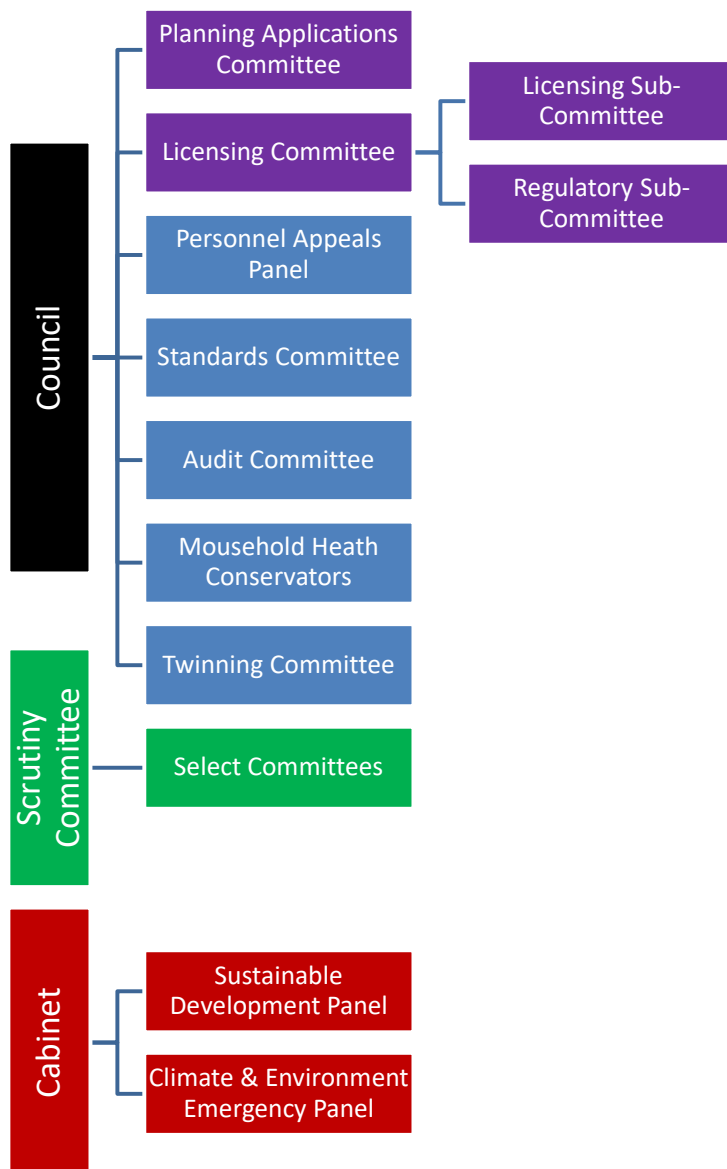 Council
Planning Applications
Committee
Licensing Committee
Licensing Sub-
Committee
Regulatory Sub-
Committee
Personnel Appeals
Panel
Standards Committee
Audit Committee
Mousehold Heath
Conservators
Twinning Committee
Scrutiny
Committee
Select Committees
Cabinet
Sustainable
Development Panel
Climate & Environment
Emergency Panel